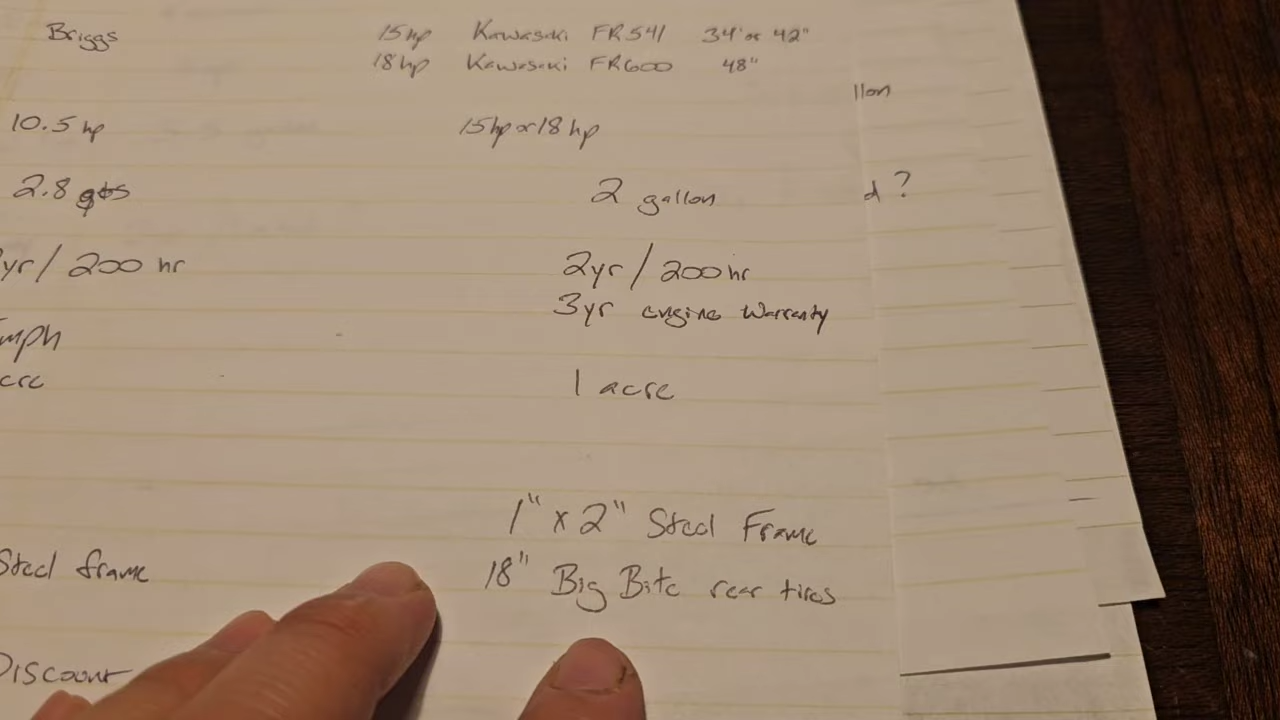 Briggs 15hp Kawasaki FR541 34" or 42"
18hp Kawasaki FR600 48"
llon
10.5 hp 15hp or 18 hp
2.8 qts 2 gallon d ?
yr / 200 hr 2yr / 200 hr
3yr engine warranty
mph
cre 1 acre
1" x 2" Steel Frame
Steel frame 18" Big Bite rear tires
Discount